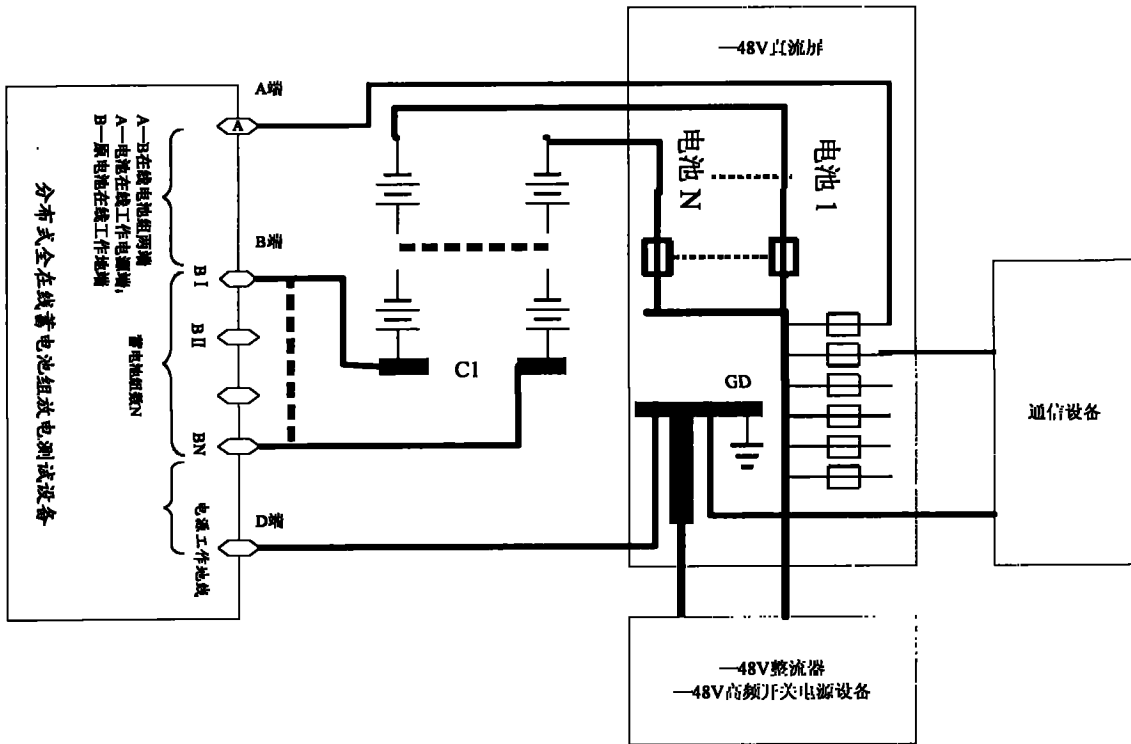 —48V直流屏
A端
A
A—B在线电池组两端
A—电池在线工作电源端;
B—原电池在线工作地端
分布式全在线蓄电池组放电测试设备
电池 N
电池 1
B端
B I
B II
蓄电池组数N
C1
GD
通信设备
BN
电源工作地线
D端
—48V整流器
—48V高频开关电源设备